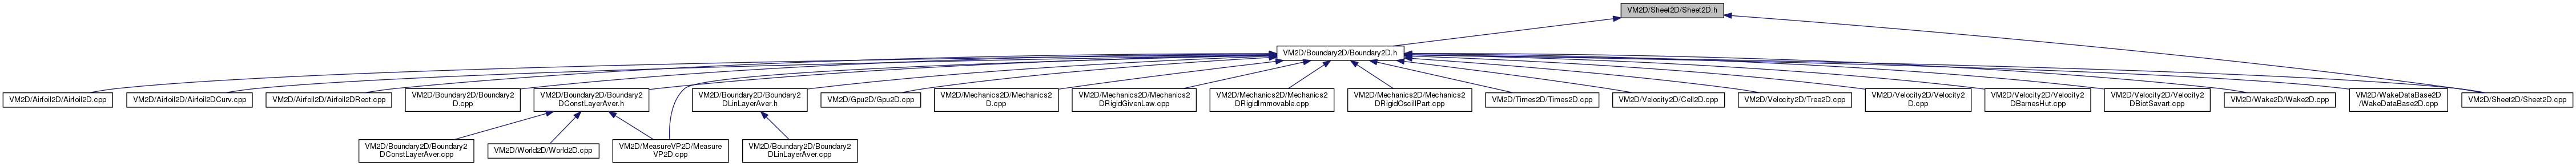 VM2D/Sheet2D/Sheet2D.h
VM2D/Boundary2D/Boundary2D.h
VM2D/Airfoil2D/Airfoil2D.cpp
VM2D/Airfoil2D/Airfoil2DCurv.cpp
VM2D/Airfoil2D/Airfoil2DRect.cpp
VM2D/Boundary2D/Boundary2
D.cpp
VM2D/Boundary2D/Boundary2
DConstLayerAver.h
VM2D/Boundary2D/Boundary2
DLinLayerAver.h
VM2D/Gpu2D/Gpu2D.cpp
VM2D/Mechanics2D/Mechanics2
D.cpp
VM2D/Mechanics2D/Mechanics2
DRigidGivenLaw.cpp
VM2D/Mechanics2D/Mechanics2
DRigidImmovable.cpp
VM2D/Mechanics2D/Mechanics2
DRigidOscillPart.cpp
VM2D/Times2D/Times2D.cpp
VM2D/Velocity2D/Cell2D.cpp
VM2D/Velocity2D/Tree2D.cpp
VM2D/Velocity2D/Velocity2
D.cpp
VM2D/Velocity2D/Velocity2
DBarnesHut.cpp
VM2D/Velocity2D/Velocity2
DBiotSavart.cpp
VM2D/Wake2D/Wake2D.cpp
VM2D/WakeDataBase2D
/WakeDataBase2D.cpp
VM2D/Sheet2D/Sheet2D.cpp
VM2D/Boundary2D/Boundary2
DConstLayerAver.cpp
VM2D/World2D/World2D.cpp
VM2D/MeasureVP2D/Measure
VP2D.cpp
VM2D/Boundary2D/Boundary2
DLinLayerAver.cpp